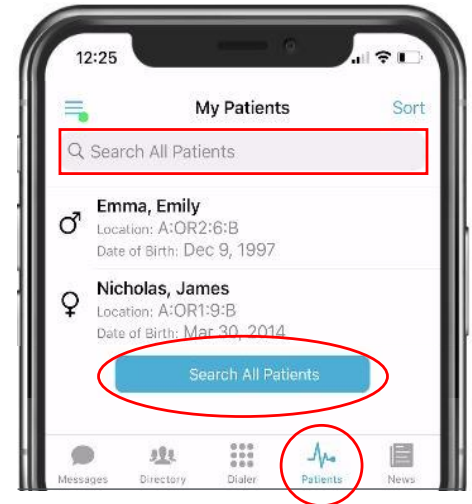 12:25
My Patients Sort
Search All Patients
Emma, Emily
Location: A:OR2:6:B
Date of Birth: Dec 9, 1997
Nicholas, James
Location: A:OR1:9:B
Date of Birth: Mar 30, 2014
Search All Patients
Messages Directory Dialer Patients News